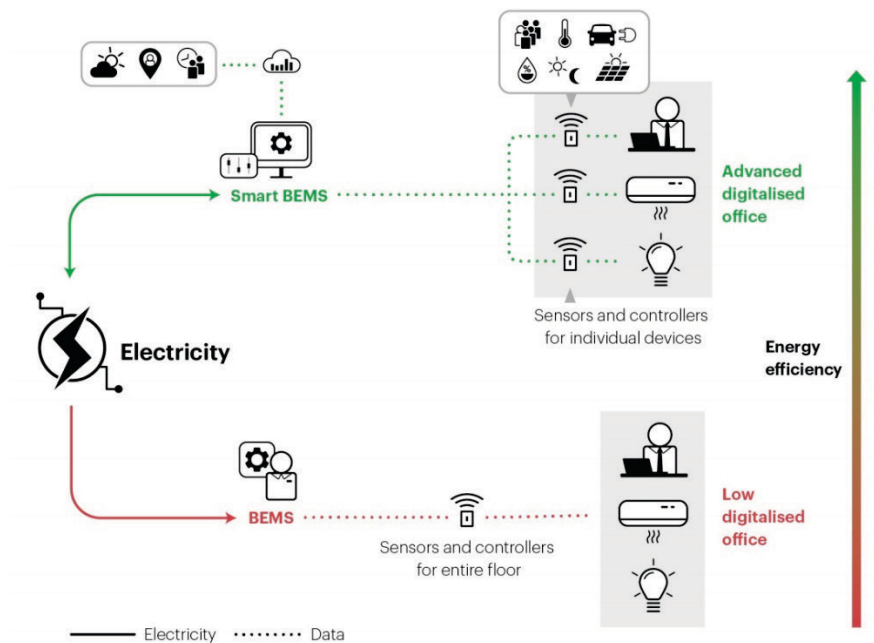 %
Smart BEMS
Advanced
digitalised
office
Sensors and controllers
for individual devices
Electricity
Energy
efficiency
BEMS
Sensors and controllers
for entire floor
Low
digitalised
office
Electricity
Data